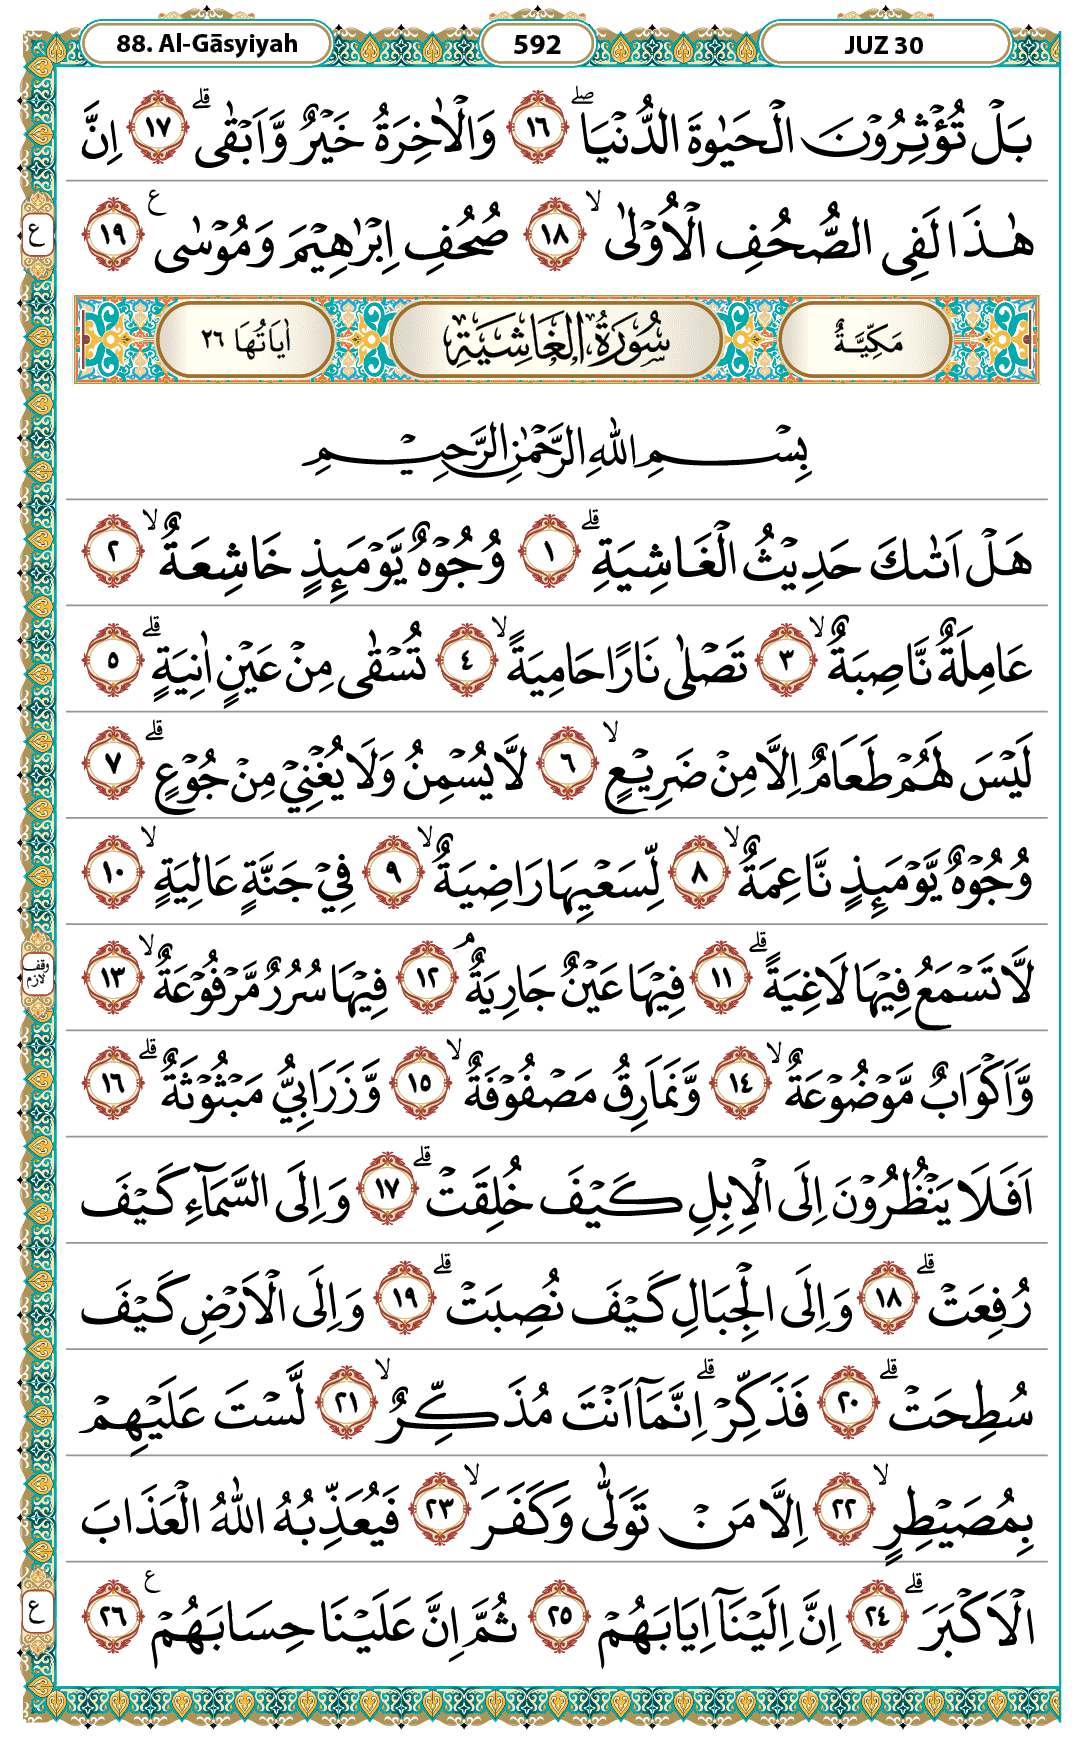 88. Al-Gāsyiyah
592
JUZ 30
بَلْ تُؤْثِرُوْنَ الْحَيٰوةَ الدُّنْيَاۖ ١٦ وَالْاٰخِرَةُ خَيْرٌ وَّاَبْقٰىۗ ١٧ اِنَّ
هٰذَا لَفِى الصُّحُفِ الْاُوْلٰىۙ ١٨ صُحُفِ اِبْرٰهِيْمَ وَمُوْسٰى ࣖ ١٩
ع
مَكِّيَّةٌ
سُوْرَةُ الْغَاشِيَةِ
اٰيَاتُهَا ٢٦
بِسْمِ اللّٰهِ الرَّحْمٰنِ الرَّحِيْمِ
هَلْ اَتٰىكَ حَدِيْثُ الْغَاشِيَةِۗ ١ وُجُوْهٌ يَّوْمَىِٕذٍ خَاشِعَةٌۙ ٢
عَامِلَةٌ نَّاصِبَةٌۙ ٣ تَصْلٰى نَارًا حَامِيَةًۙ ٤ تُسْقٰى مِنْ عَيْنٍ اٰنِيَةٍۗ ٥
لَيْسَ لَهُمْ طَعَامٌ اِلَّا مِنْ ضَرِيْعٍۙ ٦ لَّا يُسْمِنُ وَلَا يُغْنِيْ مِنْ جُوْعٍۗ ٧
وُجُوْهٌ يَّوْمَىِٕذٍ نَّاعِمَةٌۙ ٨ لِّسَعْيِهَا رَاضِيَةٌۙ ٩ فِيْ جَنَّةٍ عَالِيَةٍۙ ١٠
لَّا تَسْمَعُ فِيْهَا لَاغِيَةًۗ ١١ فِيْهَا عَيْنٌ جَارِيَةٌۘ ١٢ فِيْهَا سُرُرٌ مَّرْفُوْعَةٌۙ ١٣
وقف لازم
وَّاَكْوَابٌ مَّوْضُوْعَةٌۙ ١٤ وَّنَمَارِقُ مَصْفُوْفَةٌۙ ١٥ وَّزَرَابِيُّ مَبْثُوْثَةٌۗ ١٦
اَفَلَا يَنْظُرُوْنَ اِلَى الْاِبِلِ كَيْفَ خُلِقَتْۗ ١٧ وَاِلَى السَّمَاۤءِ كَيْفَ
رُفِعَتْۗ ١٨ وَاِلَى الْجِبَالِ كَيْفَ نُصِبَتْۗ ١٩ وَاِلَى الْاَرْضِ كَيْفَ
سُطِحَتْۗ ٢٠ فَذَكِّرْۗ اِنَّمَآ اَنْتَ مُذَكِّرٌۙ ٢١ لَّسْتَ عَلَيْهِمْ
بِمُصَيْطِرٍۙ ٢٢ اِلَّا مَنْ تَوَلّٰى وَكَفَرَۙ ٢٣ فَيُعَذِّبُهُ اللّٰهُ الْعَذَابَ
الْاَكْبَرَۗ ٢٤ اِنَّ اِلَيْنَآ اِيَابَهُمْ ٢٥ ثُمَّ اِنَّ عَلَيْنَا حِسَابَهُمْ ࣖ ٢٦
ع